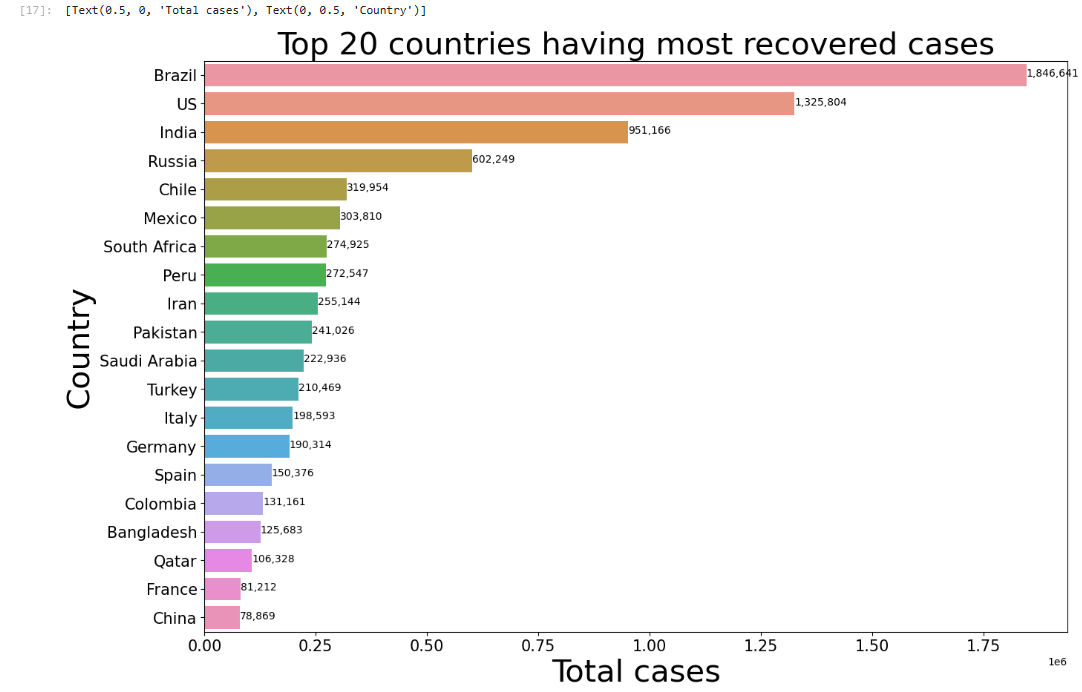 [17]: [Text(0.5, 0, 'Total cases'), Text(0, 0.5, 'Country')]
Top 20 countries having most recovered cases
Country
Brazil 1,846,641
US 1,325,804
India 951,166
Russia 602,249
Chile 319,954
Mexico 303,810
South Africa 274,925
Peru 272,547
Iran 255,144
Pakistan 241,026
Saudi Arabia 222,936
Turkey 210,469
Italy 198,593
Germany 190,314
Spain 150,376
Colombia 131,161
Bangladesh 125,683
Qatar 106,328
France 81,212
China 78,869
0.00 0.25 0.50 0.75 1.00 1.25 1.50 1.75
1e6
Total cases